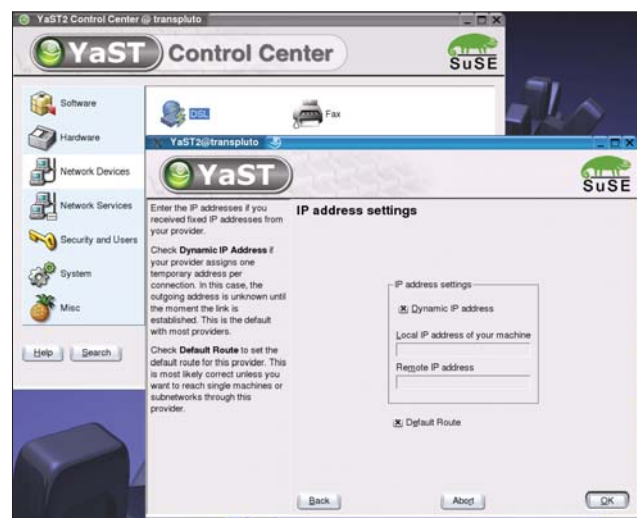 YaST2 Control Center @ transpluto
YaST Control Center
SuSE
Software
Hardware
Network Devices
Network Services
Security and Users
System
Misc
Help
Search
DSL
Fax
YaST2@transpluto
YaST
SuSE
Enter the IP addresses if you
received fixed IP addresses from
your provider.
Check Dynamic IP Address if
your provider assigns one
temporary address per
connection. In this case, the
outgoing address is unknown until
the moment the link is
established. This is the default
with most providers.
Check Default Route to set the
default route for this provider. This
is most likely correct unless you
want to reach single machines or
subnetworks through this
provider.
IP address settings
IP address settings
Dynamic IP address
Local IP address of your machine
Remote IP address
Default Route
Back
Abort
OK